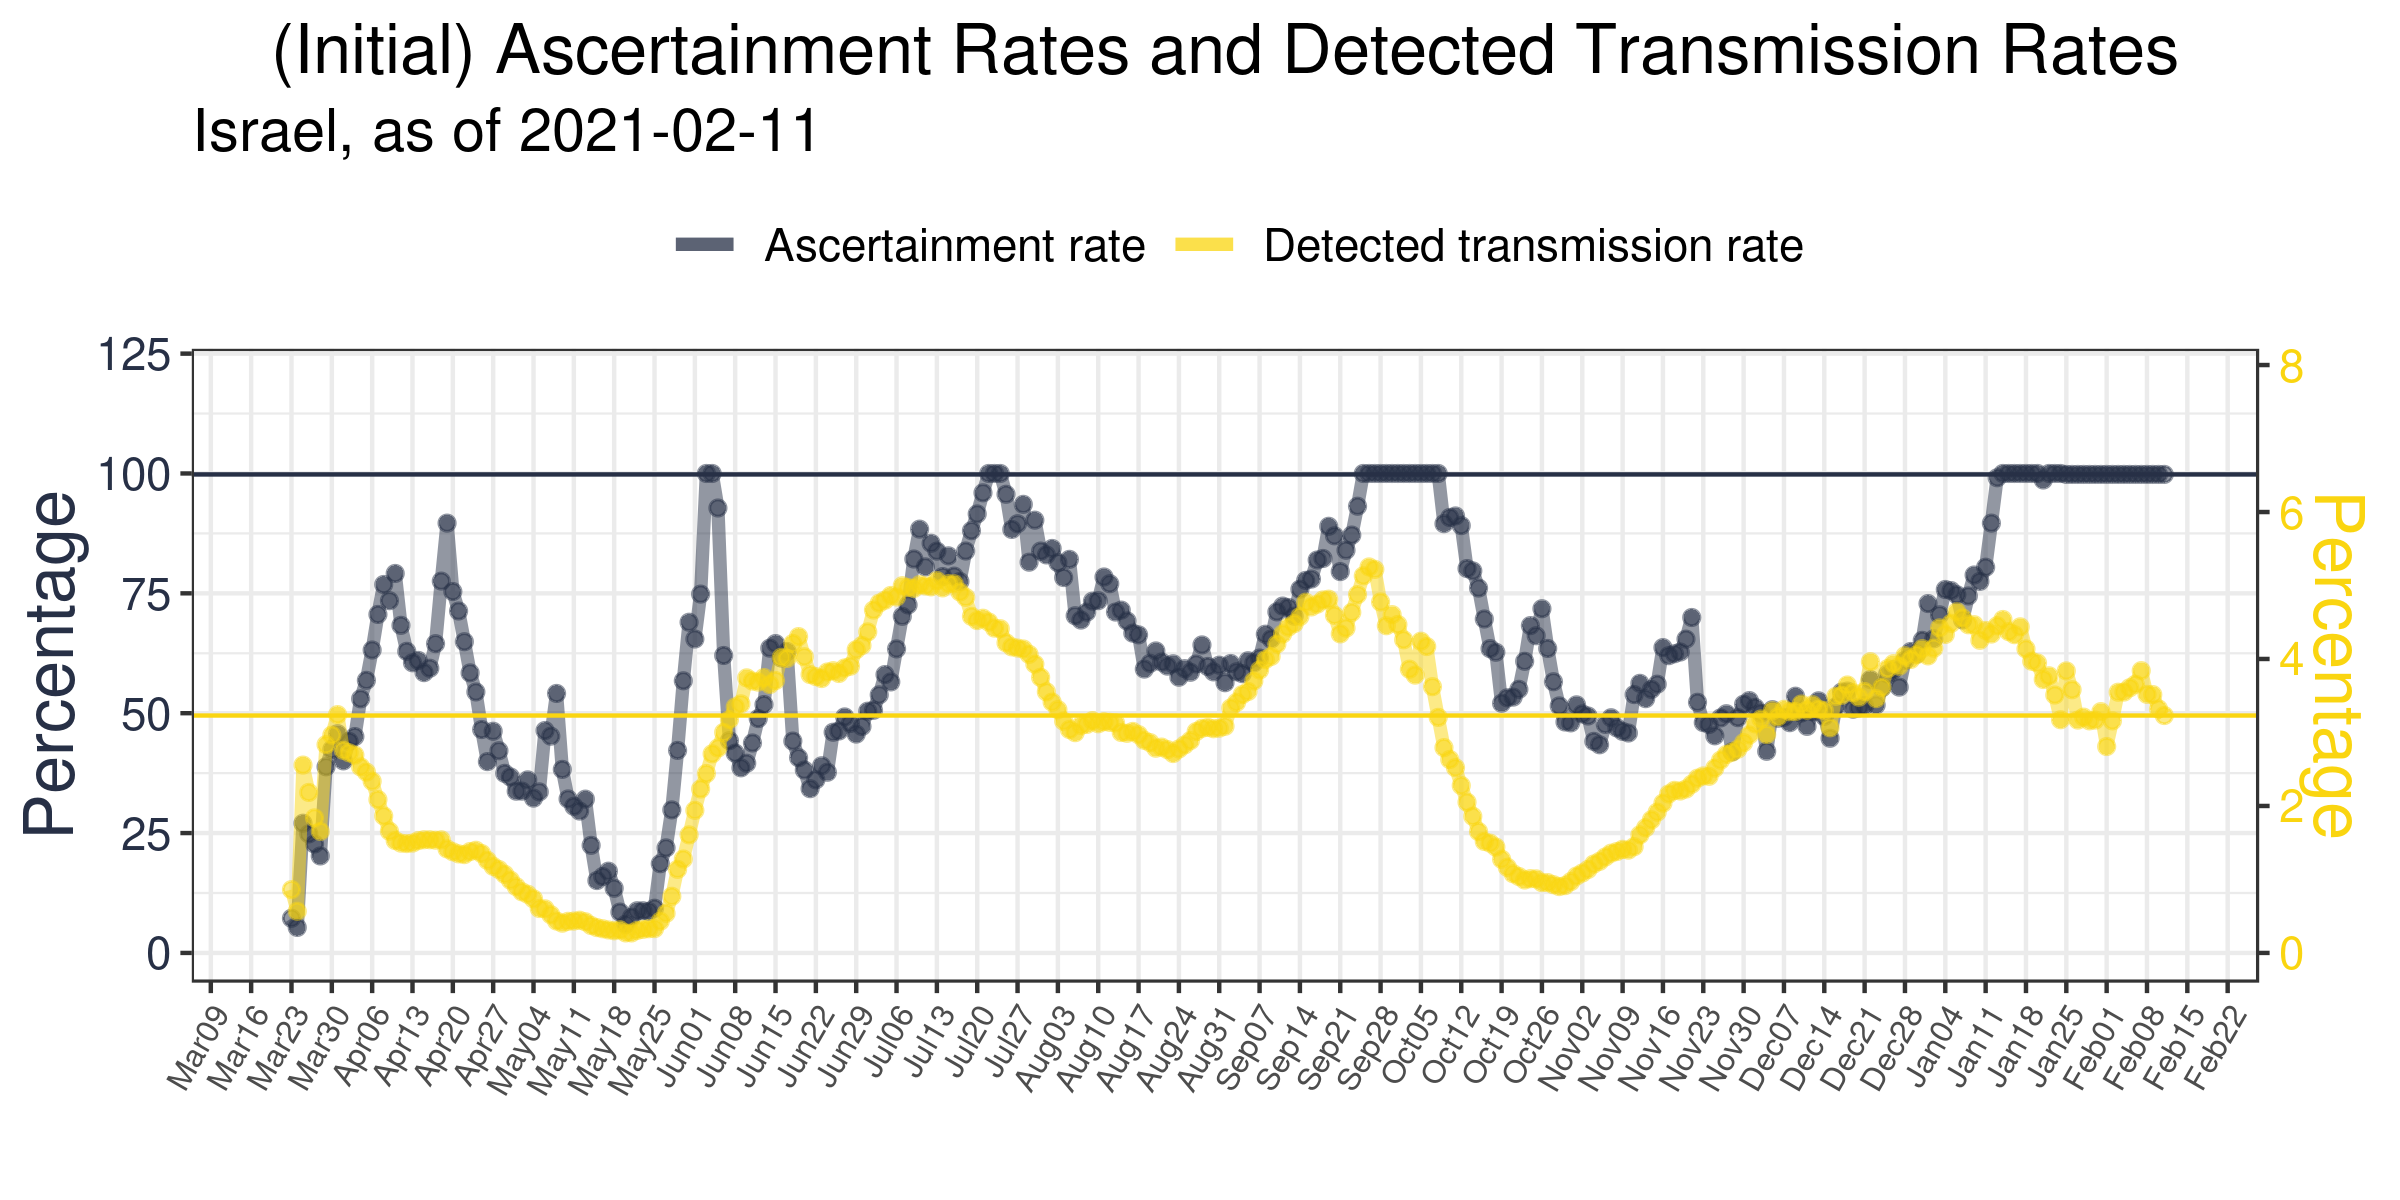 (Initial) Ascertainment Rates and Detected Transmission Rates
Israel, as of 2021-02-11
Ascertainment rate
Detected transmission rate
Percentage
125
100
75
50
25
0
8
6
4
2
0
Percentage
Mar09
Mar16
Mar23
Mar30
Apr06
Apr13
Apr20
Apr27
May04
May11
May18
May25
Jun01
Jun08
Jun15
Jun22
Jun29
Jul06
Jul13
Jul20
Jul27
Aug03
Aug10
Aug17
Aug24
Aug31
Sep07
Sep14
Sep21
Sep28
Oct05
Oct12
Oct19
Oct26
Nov02
Nov09
Nov16
Nov23
Nov30
Dec07
Dec14
Dec21
Dec28
Jan04
Jan11
Jan18
Jan25
Feb01
Feb08
Feb15
Feb22